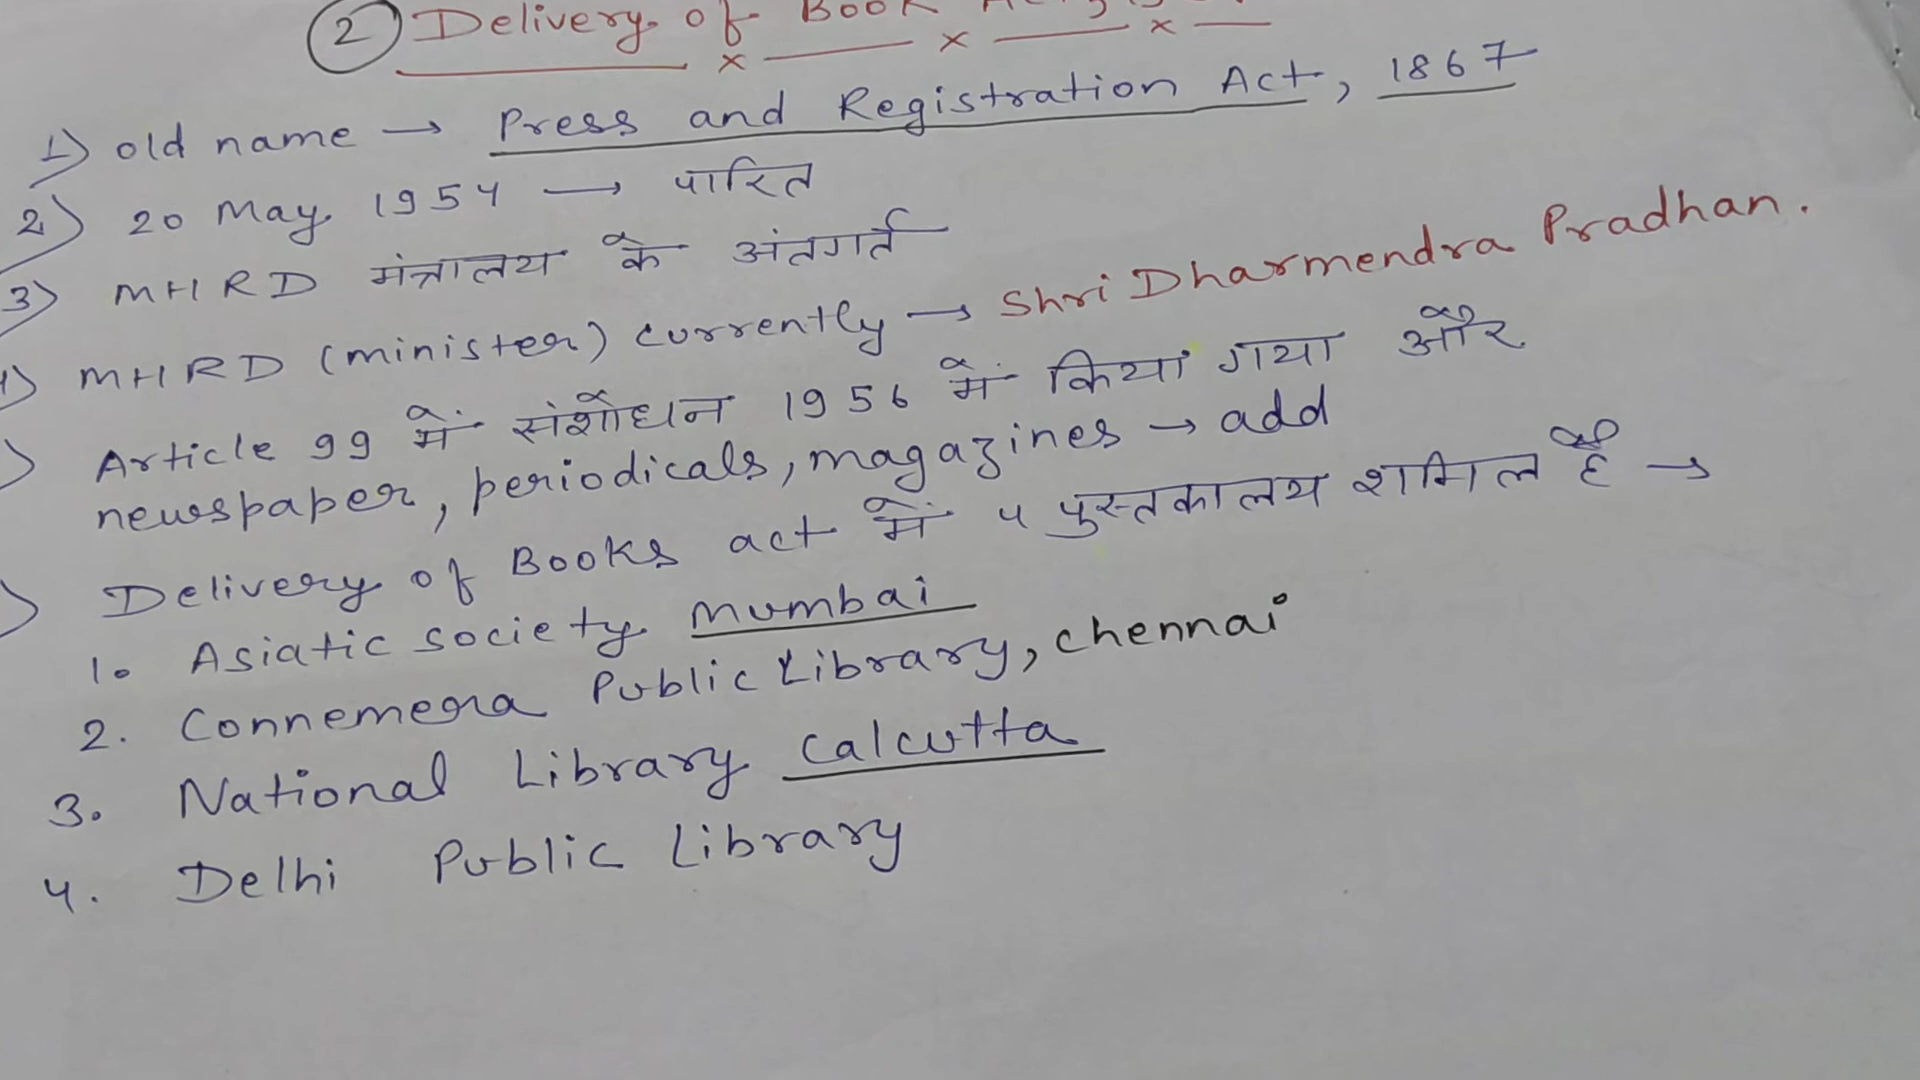 2 Delivery of Book
1) old name → Press and Registration Act, 1867
2) 20 May 1954 → पारित
3) MHRD मंत्रालय के अंतगर्त
MHRD (minister) currently → Shri Dharmendra Pradhan.
Article 99 में संशोधन 1956 में किया गया और
newspaper, periodicals, magazines → add
Delivery of Books act में 4 पुस्तकालय शामिल है →
1. Asiatic society Mumbai
2. Connemera Public Library, chennai
3. National Library Calcutta
4. Delhi Public Library